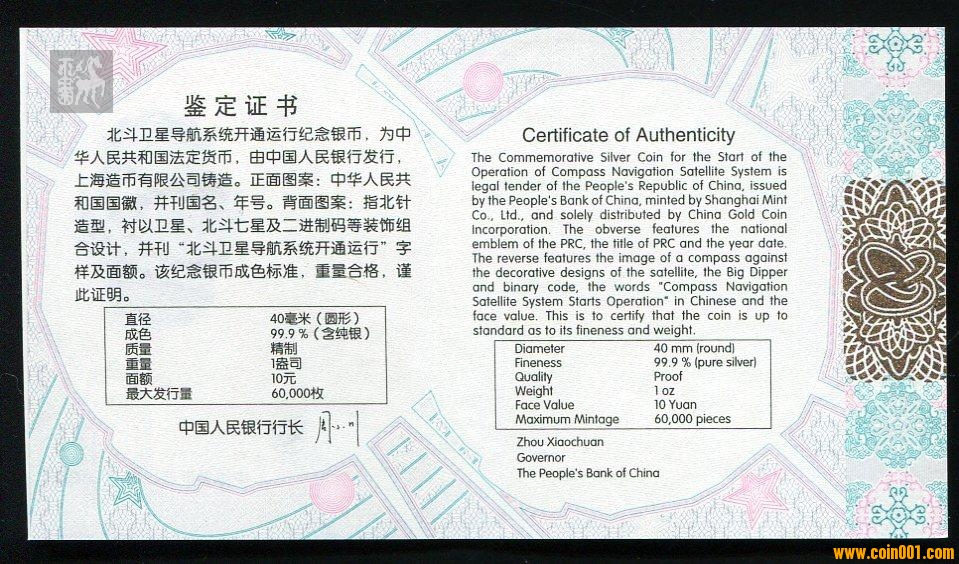 鉴定证书
北斗卫星导航系统开通运行纪念银币，为中
华人民共和国法定货币，由中国人民银行发行，
上海造币有限公司铸造。正面图案：中华人民共
和国国徽，并刊国名、年号。背面图案：指北针
造型，衬以卫星、北斗七星及二进制码等装饰组
合设计，并刊“北斗卫星导航系统开通运行”字
样及面额。该纪念银币成色标准，重量合格，谨
此证明。
直径 40毫米（圆形）
成色 99.9％（含纯银）
质量 精制
重量 1盎司
面额 10元
最大发行量 60,000枚
中国人民银行行长
Certificate of Authenticity
The Commemorative Silver Coin for the Start of the
Operation of Compass Navigation Satellite System is
legal tender of the People's Republic of China, issued
by the People's Bank of China, minted by Shanghai Mint
Co., Ltd., and solely distributed by China Gold Coin
Incorporation. The obverse features the national
emblem of the PRC, the title of PRC and the year date.
The reverse features the image of a compass against
the decorative designs of the satellite, the Big Dipper
and binary code, the words "Compass Navigation
Satellite System Starts Operation" in Chinese and the
face value. This is to certify that the coin is up to
standard as to its fineness and weight.
Diameter 40 mm (round)
Fineness 99.9 % (pure silver)
Quality Proof
Weight 1 oz
Face Value 10 Yuan
Maximum Mintage 60,000 pieces
Zhou Xiaochuan
Governor
The People's Bank of China
www.coin001.com